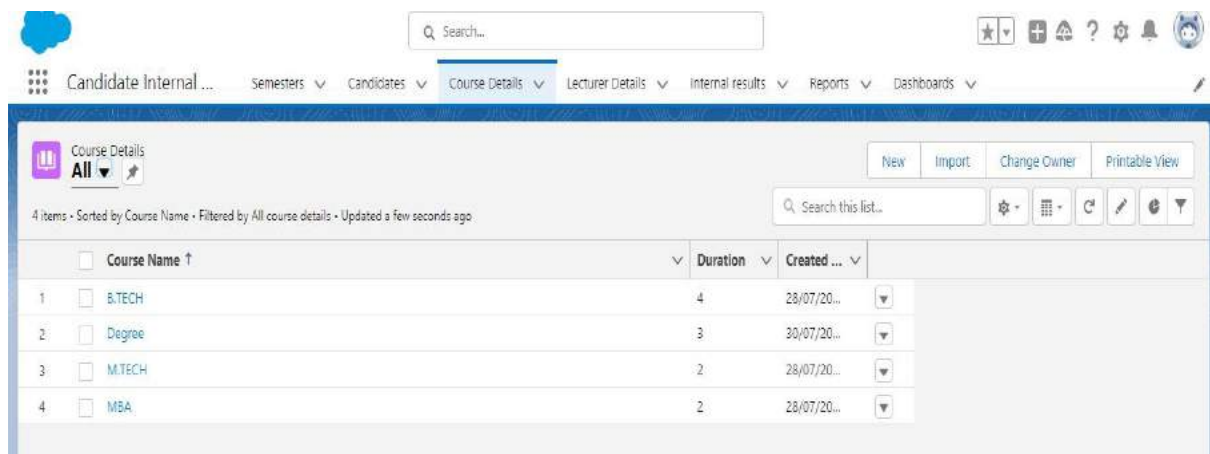 Search...
Candidate Internal ... Semesters Candidates Course Details Lecturer Details Internal results Reports Dashboards
Course Details
All
New Import Change Owner Printable View
4 items • Sorted by Course Name • Filtered by All course details • Updated a few seconds ago
Search this list...
Course Name ↑ Duration Created ...
1 B.TECH 4 28/07/20...
2 Degree 3 30/07/20...
3 M.TECH 2 28/07/20...
4 MBA 2 28/07/20...